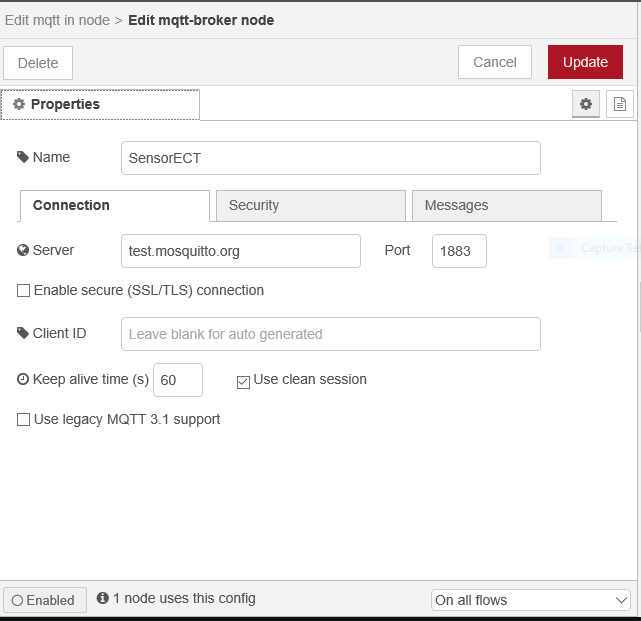 Edit mqtt in node > Edit mqtt-broker node
Delete
Cancel
Update
Properties
Name
SensorECT
Connection
Security
Messages
Server
test.mosquitto.org
Port
1883
Captura Re
Enable secure (SSL/TLS) connection
Client ID
Leave blank for auto generated
Keep alive time (s)
60
Use clean session
Use legacy MQTT 3.1 support
Enabled
1 node uses this config
On all flows